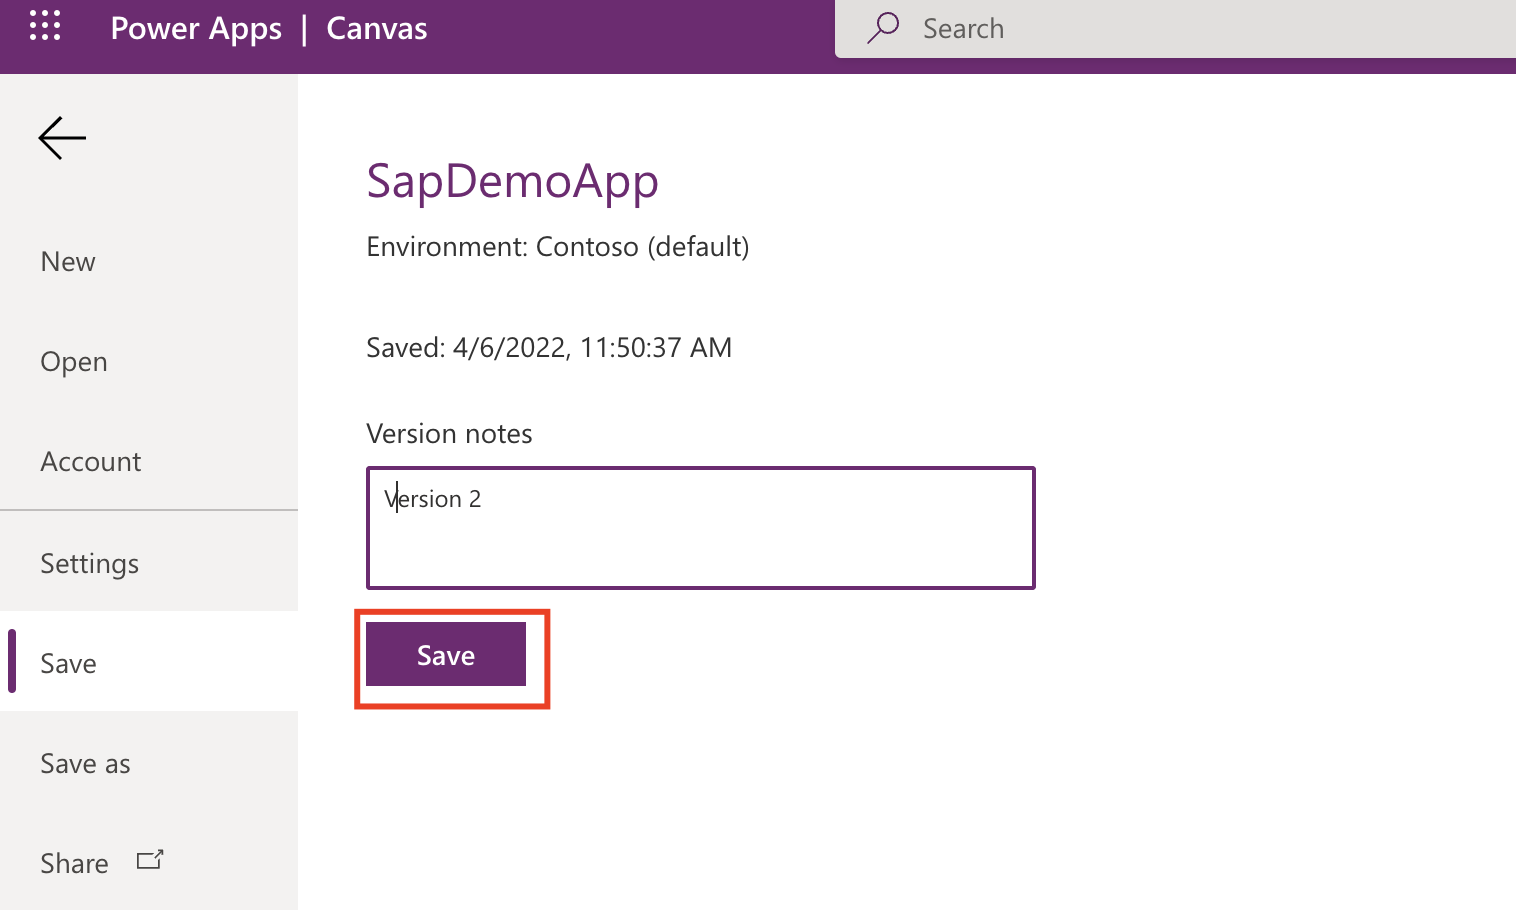 Power Apps | Canvas
Search
New
Open
Account
Settings
Save
Save as
Share
SapDemoApp
Environment: Contoso (default)
Saved: 4/6/2022, 11:50:37 AM
Version notes
Version 2
Save